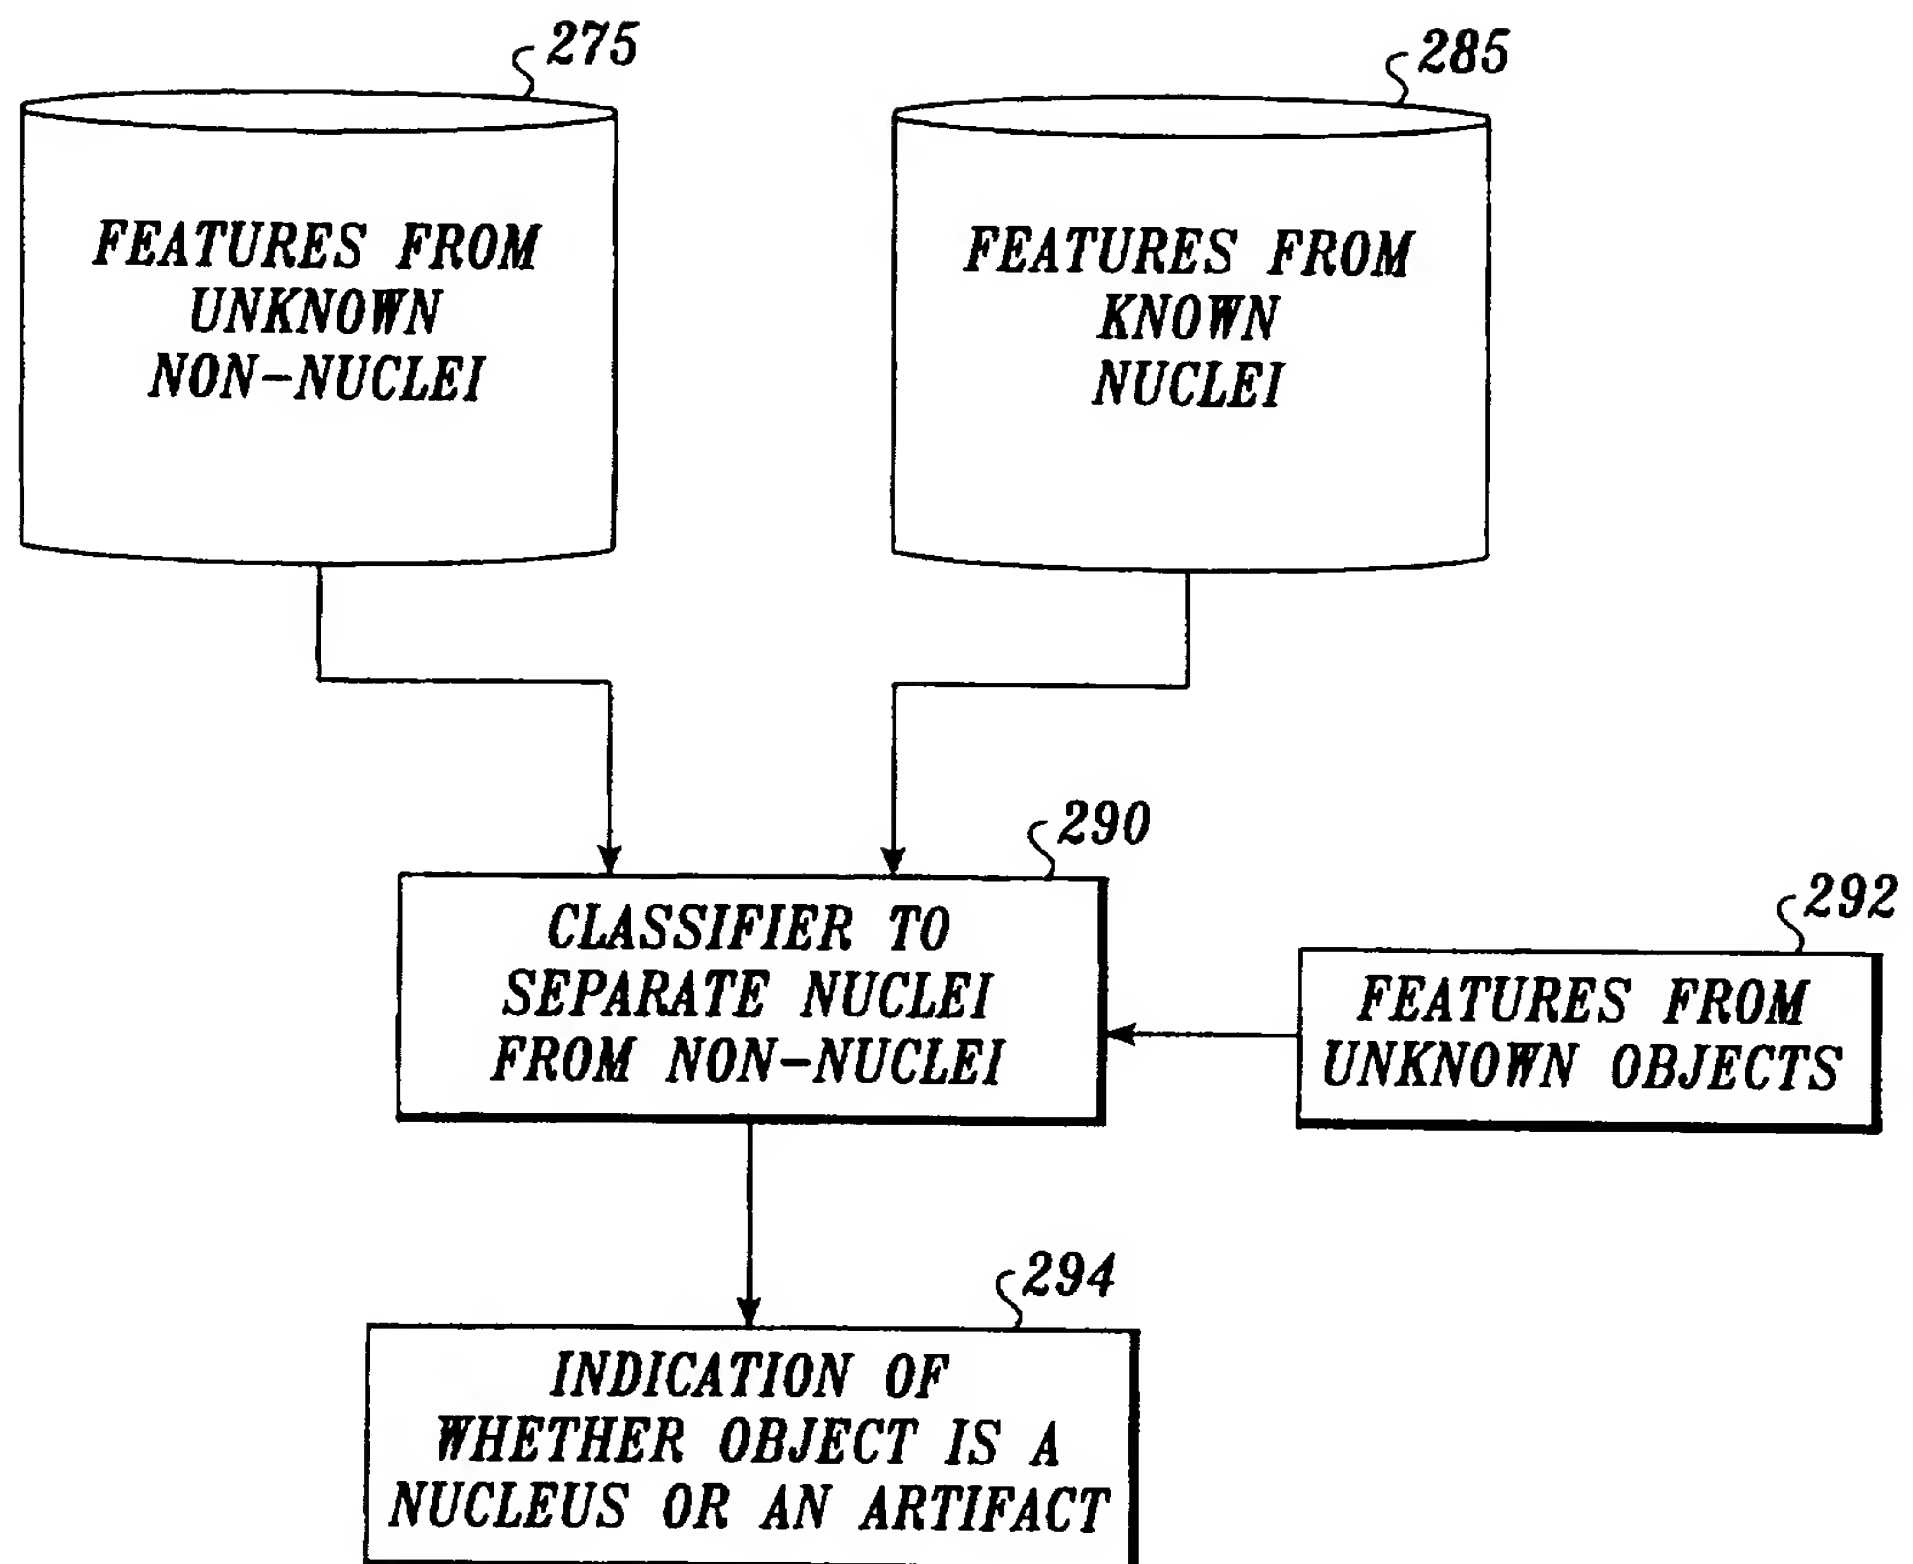 275
FEATURES FROM
UNKNOWN
NON-NUCLEI
285
FEATURES FROM
KNOWN
NUCLEI
290
CLASSIFIER TO
SEPARATE NUCLEI
FROM NON-NUCLEI
292
FEATURES FROM
UNKNOWN OBJECTS
294
INDICATION OF
WHETHER OBJECT IS A
NUCLEUS OR AN ARTIFACT